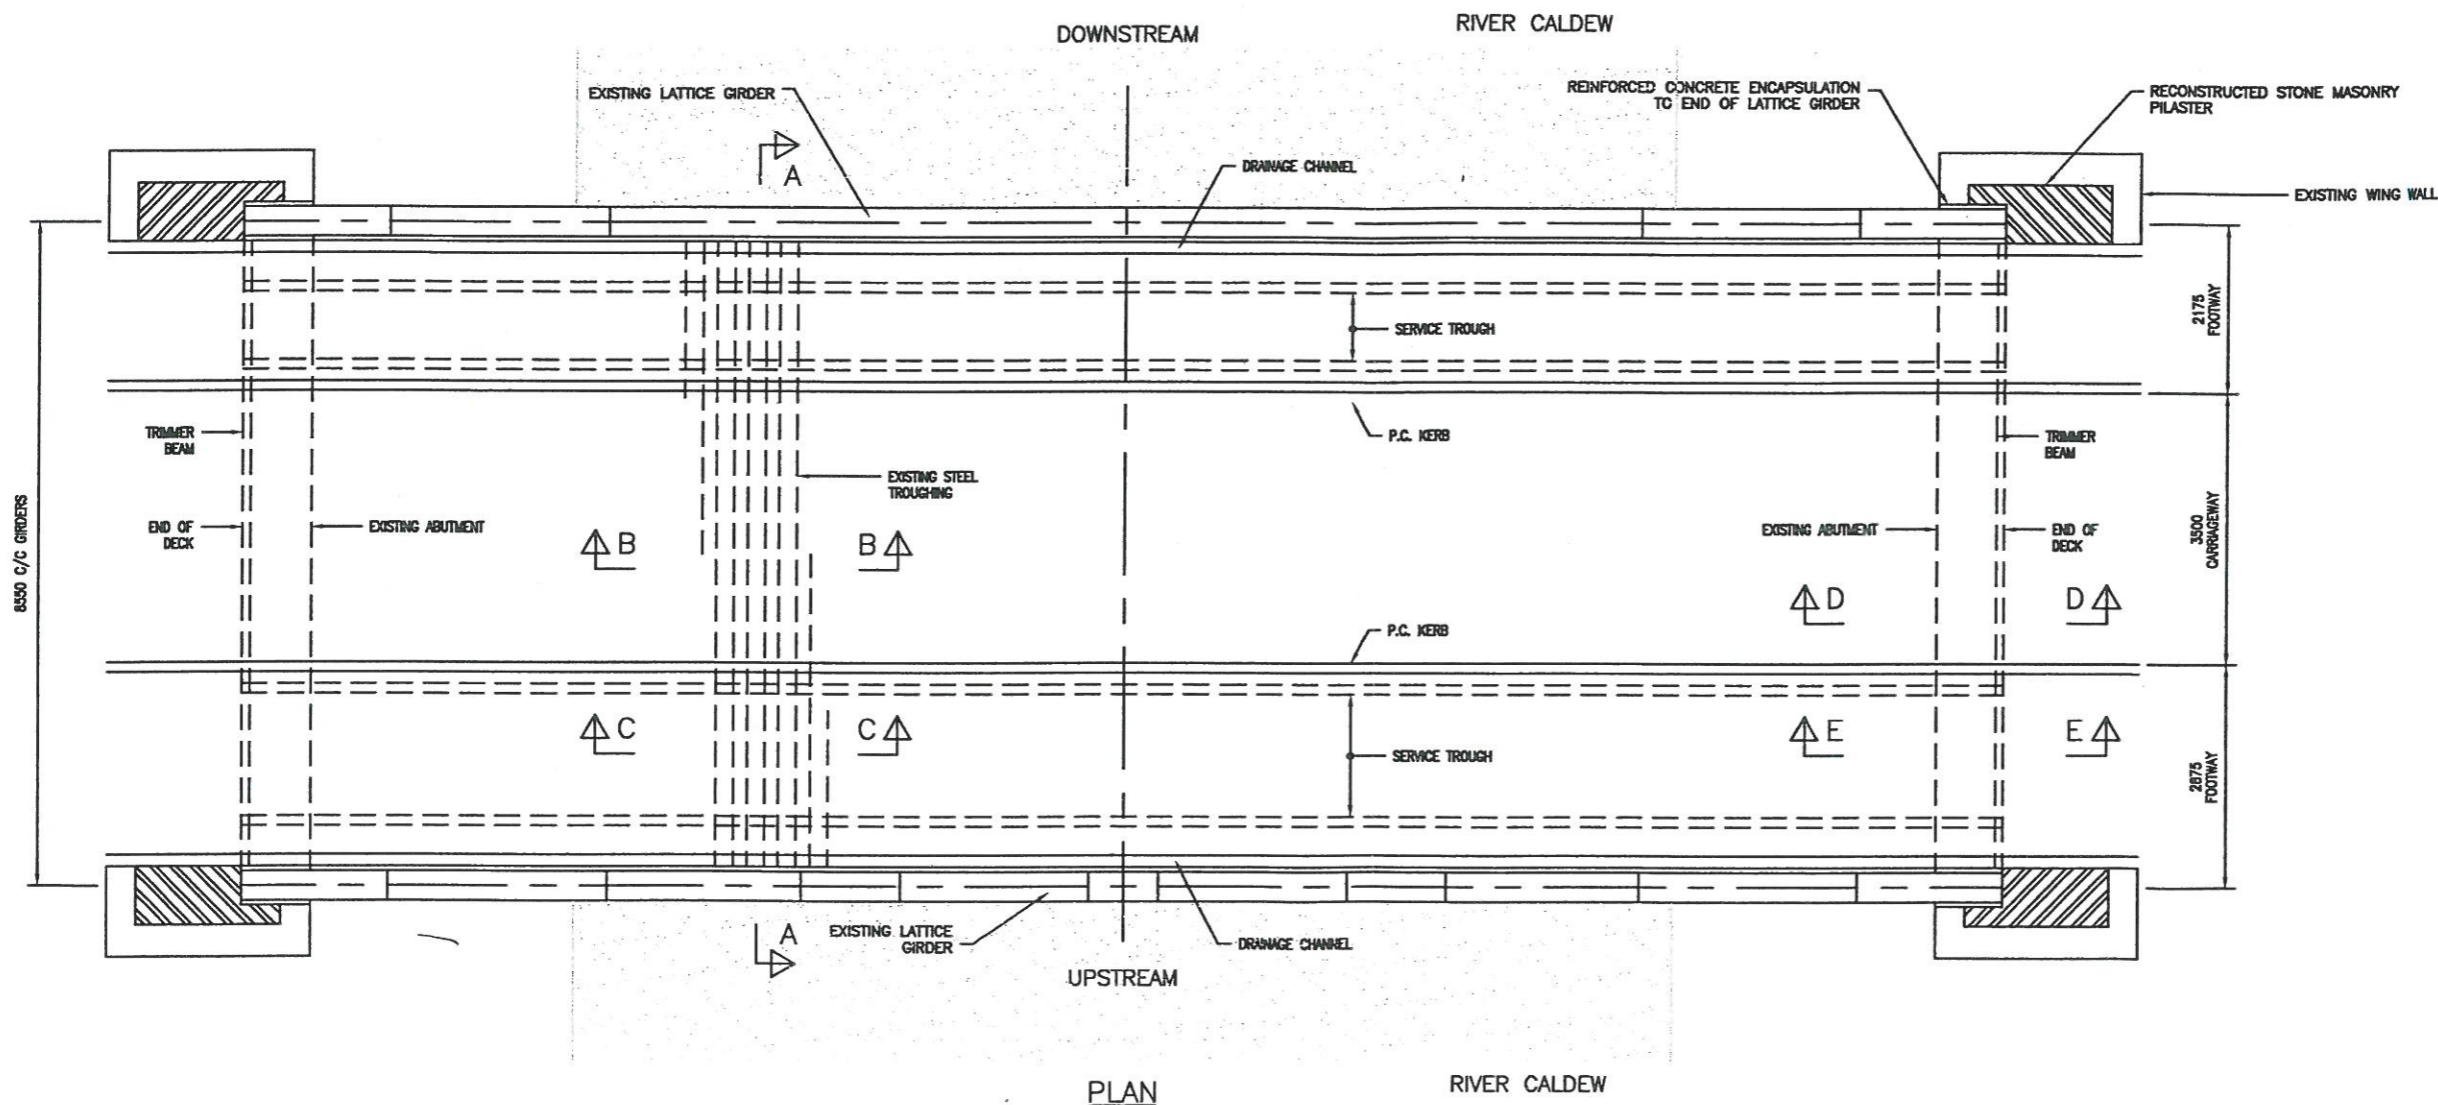 RIVER CALDEW
DOWNSTREAM
EXISTING LATTICE GIRDER
REINFORCED CONCRETE ENCAPSULATION
TO END OF LATTICE GIRDER
RECONSTRUCTED STONE MASONRY
PILASTER
A
DRAINAGE CHANNEL
EXISTING WING WALL
2175
FOOTWAY
SERVICE TROUGH
TRIMMER
BEAM
P.C. KERB
TRIMMER
BEAM
EXISTING STEEL
TROUGHING
8550 C/C GIRDERS
END OF
DECK
EXISTING ABUTMENT
B
B
EXISTING ABUTMENT
END OF
DECK
3500
CARRIAGEWAY
D
D
P.C. KERB
C
C
E
E
SERVICE TROUGH
2875
FOOTWAY
A
EXISTING LATTICE
GIRDER
DRAINAGE CHANNEL
UPSTREAM
PLAN
RIVER CALDEW